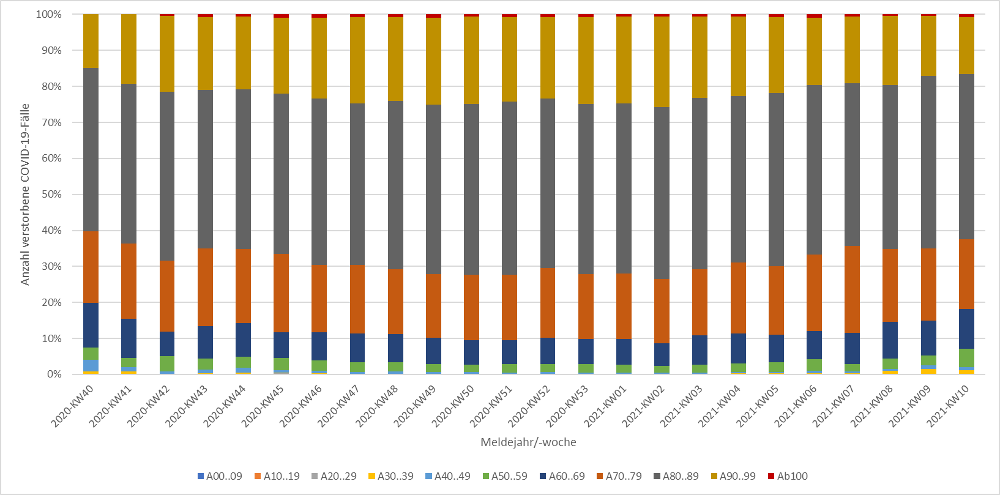 100%
90%
80%
70%
60%
50%
40%
30%
20%
10%
0%
Anzahl verstorbene COVID-19-Fälle
2020-KW40
2020-KW41
2020-KW42
2020-KW43
2020-KW44
2020-KW45
2020-KW46
2020-KW47
2020-KW48
2020-KW49
2020-KW50
2020-KW51
2020-KW52
2020-KW53
2021-KW01
2021-KW02
2021-KW03
2021-KW04
2021-KW05
2021-KW06
2021-KW07
2021-KW08
2021-KW09
2021-KW10
Meldejahr/-woche
A00..09 A10..19 A20..29 A30..39 A40..49 A50..59 A60..69 A70..79 A80..89 A90..99 Ab100